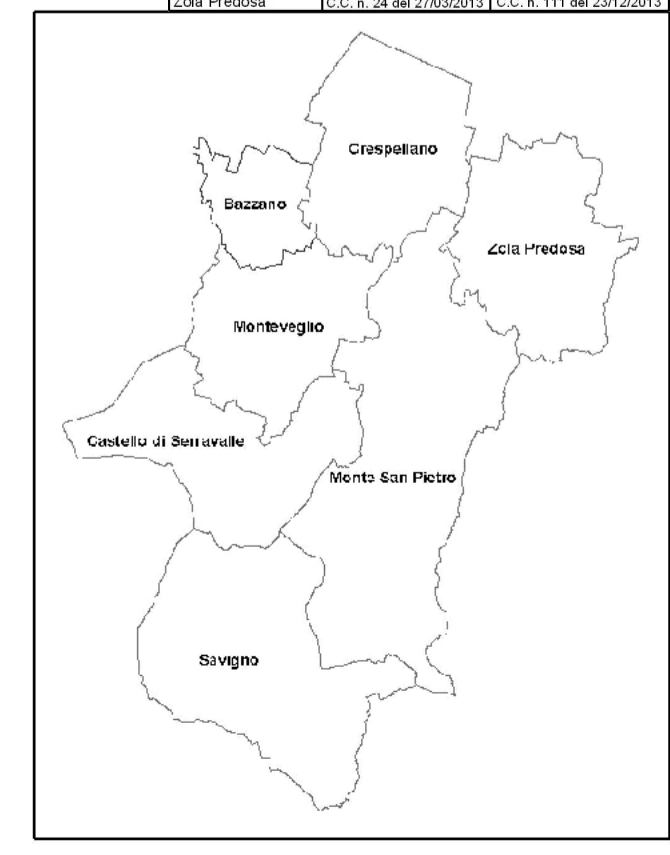 Zola Predosa C.C. n. 24 del 27/03/2013 C.C. n. 111 del 23/12/2013
Crespellano
Bazzano
Zola Predosa
Monteveglio
Castello di Serravalle
Monte San Pietro
Savigno